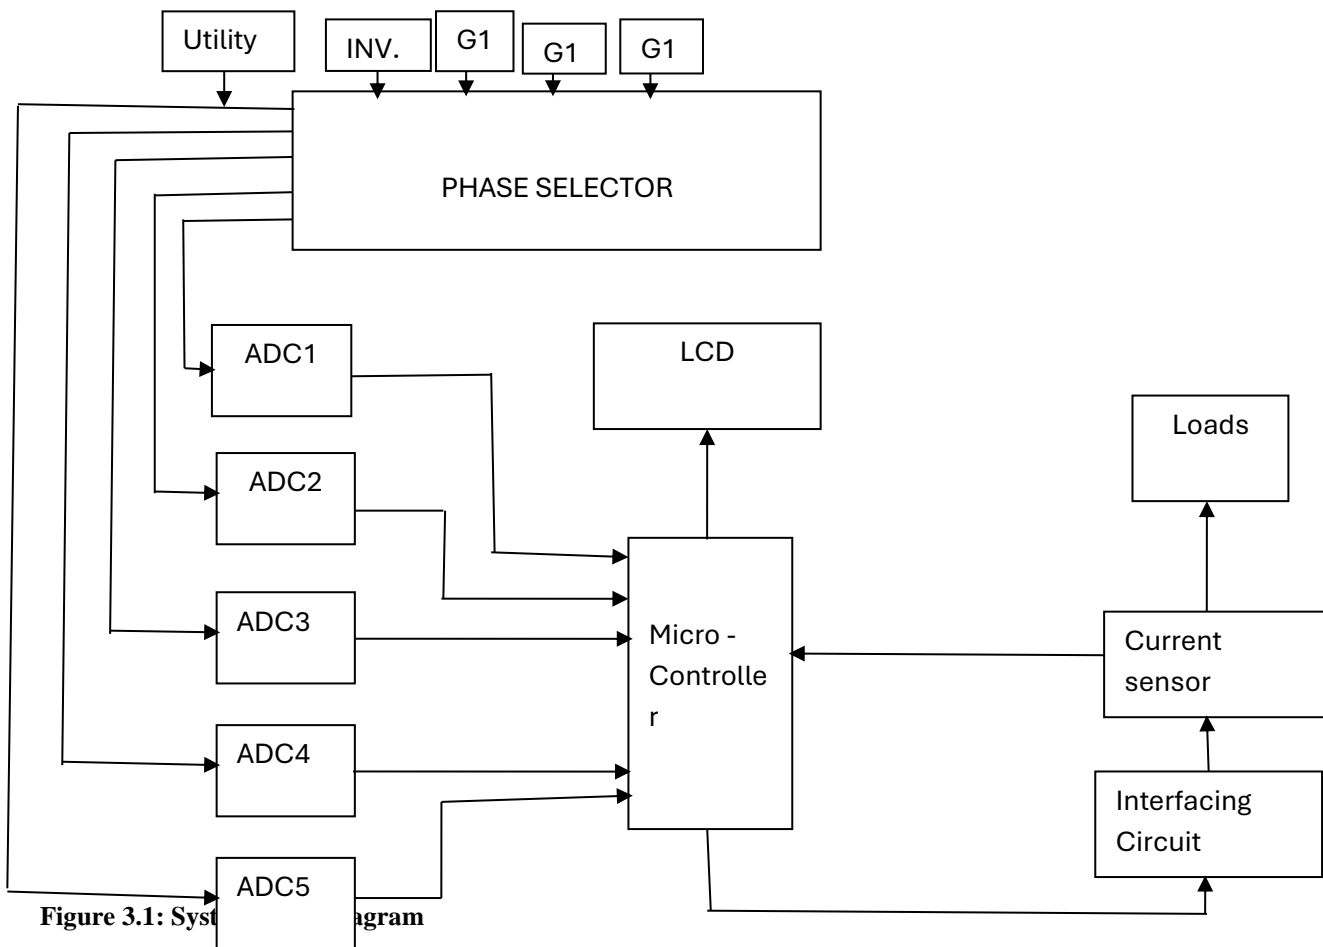 Utility
INV.
G1
G1
G1
PHASE SELECTOR
ADC1
LCD
Loads
ADC2
ADC3
Micro -
Controlle
r
Current
sensor
ADC4
Interfacing
Circuit
ADC5
Figure 3.1: Syst agram